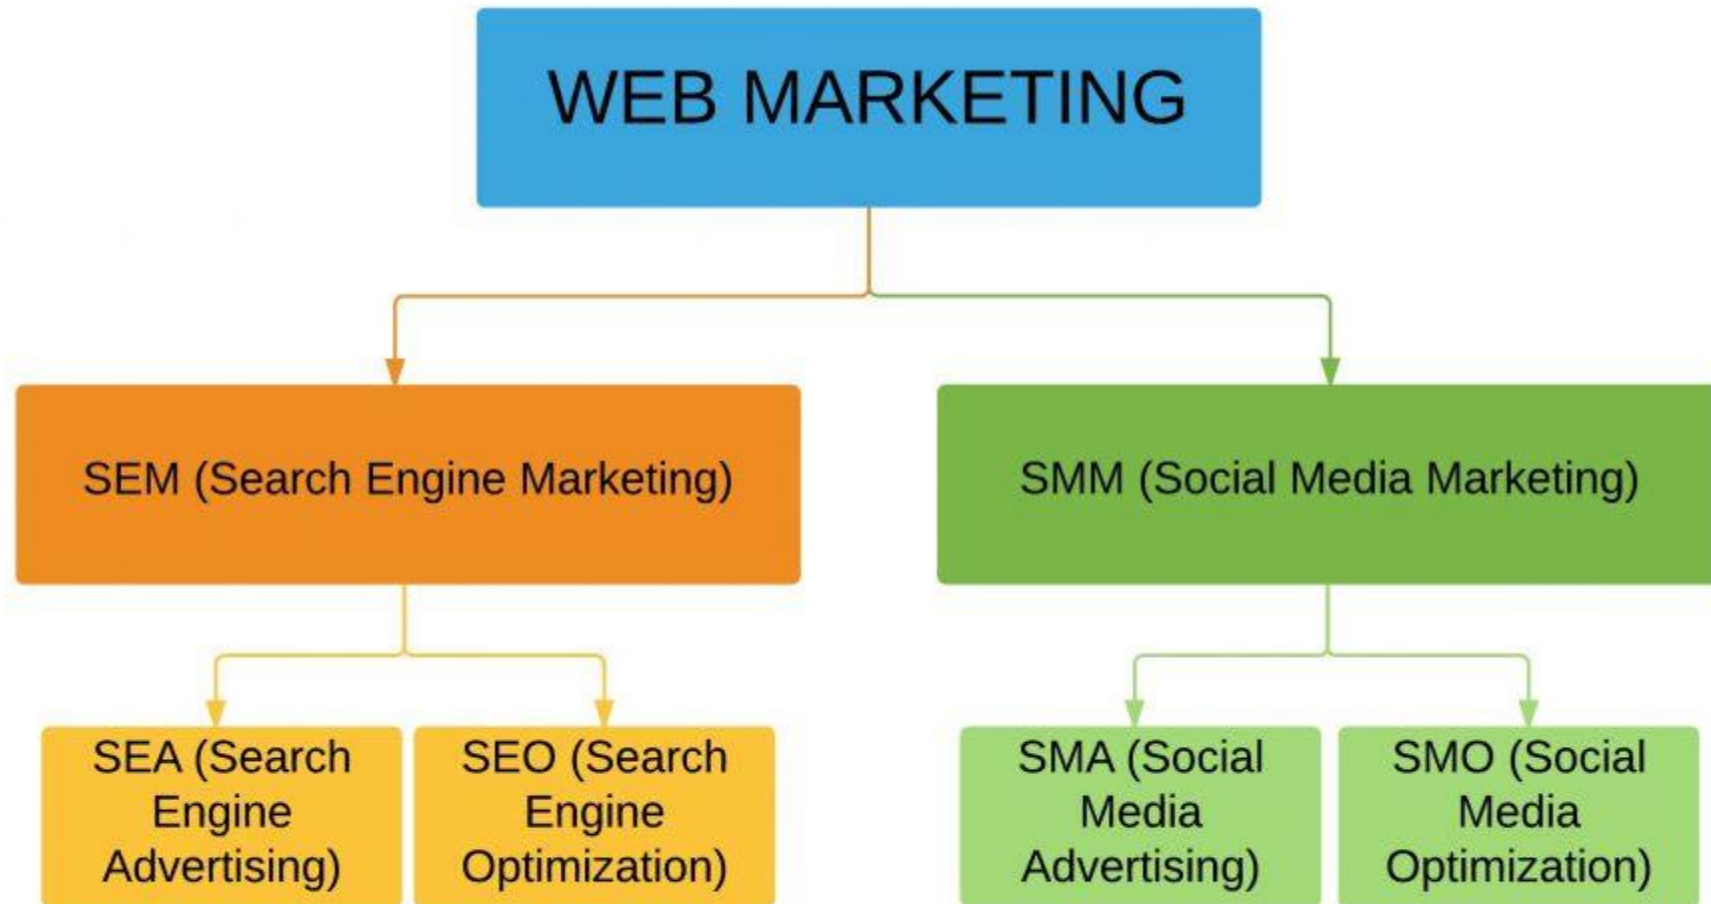 WEB MARKETING
SEM (Search Engine Marketing)
SMM (Social Media Marketing)
SEA (Search
Engine
Advertising)
SEO (Search
Engine
Optimization)
SMA (Social
Media
Advertising)
SMO (Social
Media
Optimization)